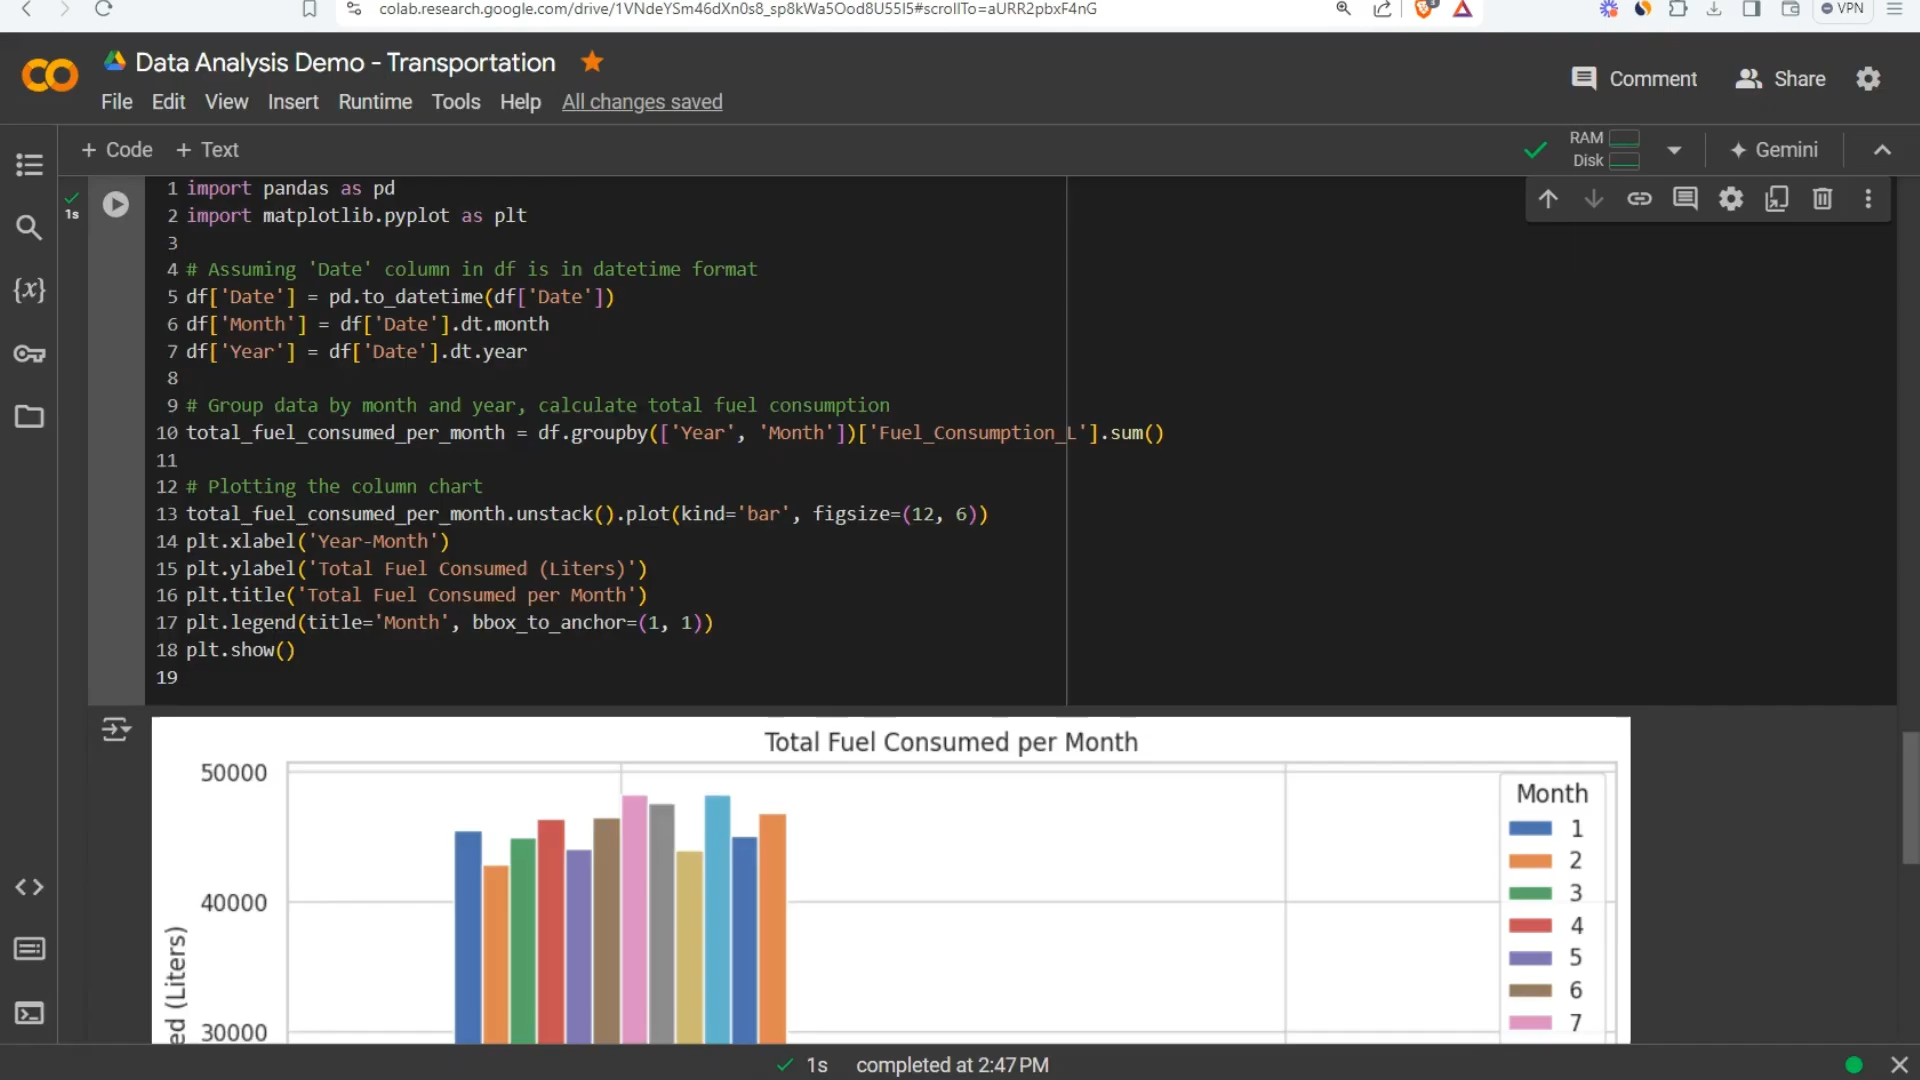 colab.research.google.com/drive/1VNdeYSm46dXn0s8_sp8kWa5Ood8U55I5#scrollTo=aURR2pbxF4nG
VPN
Data Analysis Demo - Transportation
Comment
Share
File Edit View Insert Runtime Tools Help All changes saved
+ Code + Text
RAM
Disk
Gemini
1s
1 import pandas as pd
2 import matplotlib.pyplot as plt
3
4 # Assuming 'Date' column in df is in datetime format
5 df['Date'] = pd.to_datetime(df['Date'])
6 df['Month'] = df['Date'].dt.month
7 df['Year'] = df['Date'].dt.year
8
9 # Group data by month and year, calculate total fuel consumption
10 total_fuel_consumed_per_month = df.groupby(['Year', 'Month'])['Fuel_Consumption_L'].sum()
11
12 # Plotting the column chart
13 total_fuel_consumed_per_month.unstack().plot(kind='bar', figsize=(12, 6))
14 plt.xlabel('Year-Month')
15 plt.ylabel('Total Fuel Consumed (Liters)')
16 plt.title('Total Fuel Consumed per Month')
17 plt.legend(title='Month', bbox_to_anchor=(1, 1))
18 plt.show()
19
Total Fuel Consumed per Month
50000
40000
30000
ed (Liters)
Month
1
2
3
4
5
6
7
1s completed at 2:47 PM